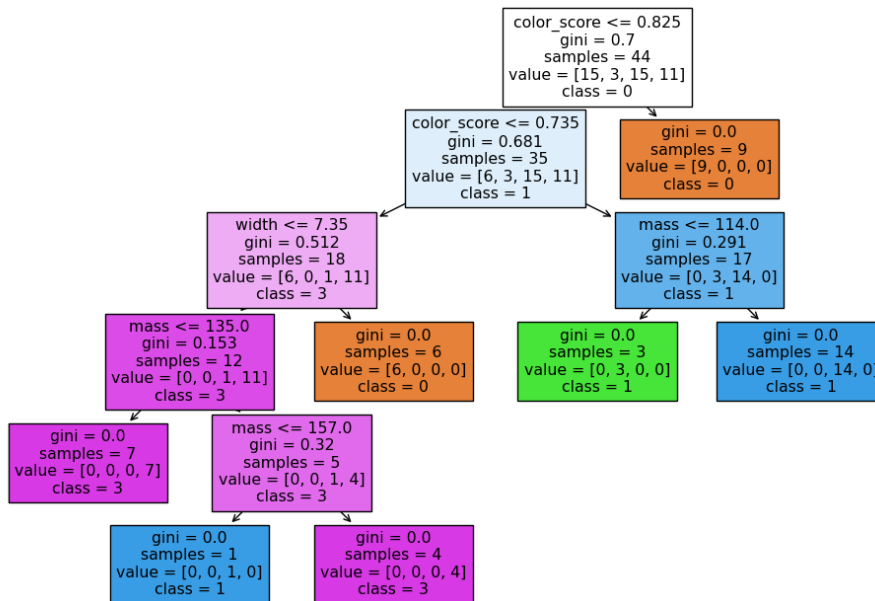 color_score <= 0.825
gini = 0.7
samples = 44
value = [15, 3, 15, 11]
class = 0
color_score <= 0.735
gini = 0.681
samples = 35
value = [6, 3, 15, 11]
class = 1
gini = 0.0
samples = 9
value = [9, 0, 0, 0]
class = 0
width <= 7.35
gini = 0.512
samples = 18
value = [6, 0, 1, 11]
class = 3
mass <= 114.0
gini = 0.291
samples = 17
value = [0, 3, 14, 0]
class = 1
mass <= 135.0
gini = 0.153
samples = 12
value = [0, 0, 1, 11]
class = 3
gini = 0.0
samples = 6
value = [6, 0, 0, 0]
class = 0
gini = 0.0
samples = 3
value = [0, 3, 0, 0]
class = 1
gini = 0.0
samples = 14
value = [0, 0, 14, 0]
class = 1
gini = 0.0
samples = 7
value = [0, 0, 0, 7]
class = 3
mass <= 157.0
gini = 0.32
samples = 5
value = [0, 0, 1, 4]
class = 3
gini = 0.0
samples = 1
value = [0, 0, 1, 0]
class = 1
gini = 0.0
samples = 4
value = [0, 0, 0, 4]
class = 3